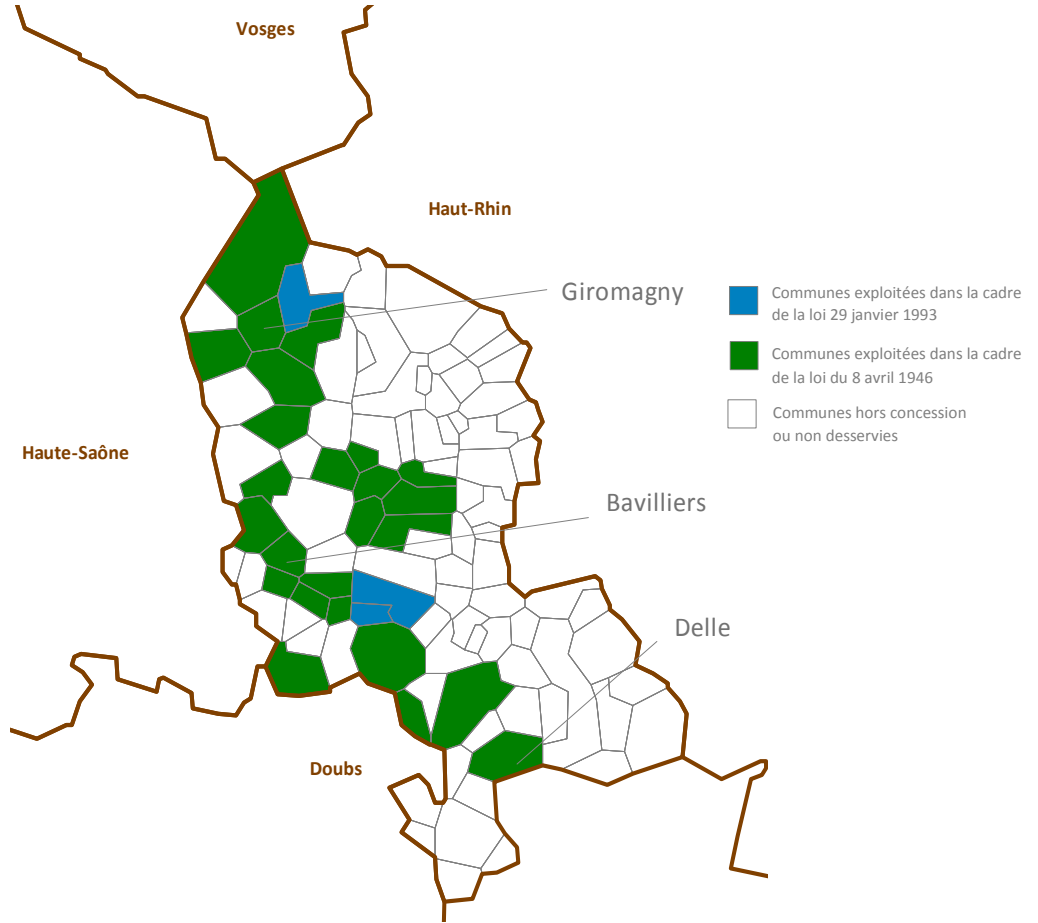 Vosges
Haut-Rhin
Giromagny
Communes exploitées dans la cadre
de la loi 29 janvier 1993
Communes exploitées dans la cadre
de la loi du 8 avril 1946
Communes hors concession
ou non desservies
Haute-Saône
Bavilliers
Delle
Doubs